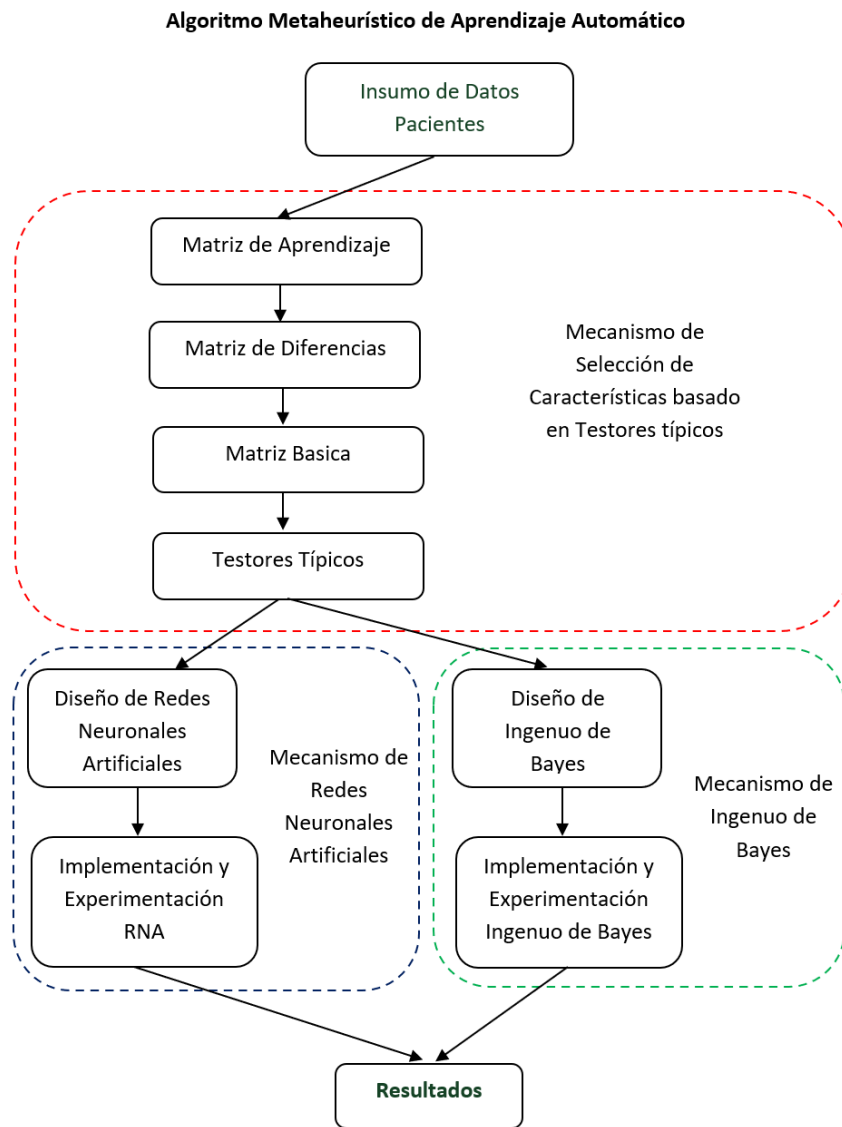 Algoritmo Metaheurístico de Aprendizaje Automático
Insumo de Datos
Pacientes
Matriz de Aprendizaje
Matriz de Diferencias
Matriz Basica
Testores Típicos
Mecanismo de
Selección de
Características basado
en Testores típicos
Diseño de Redes
Neuronales
Artificiales
Implementación y
Experimentación
RNA
Mecanismo de
Redes
Neuronales
Artificiales
Diseño de
Ingenuo de
Bayes
Implementación y
Experimentación
Ingenuo de Bayes
Mecanismo de
Ingenuo de
Bayes
Resultados